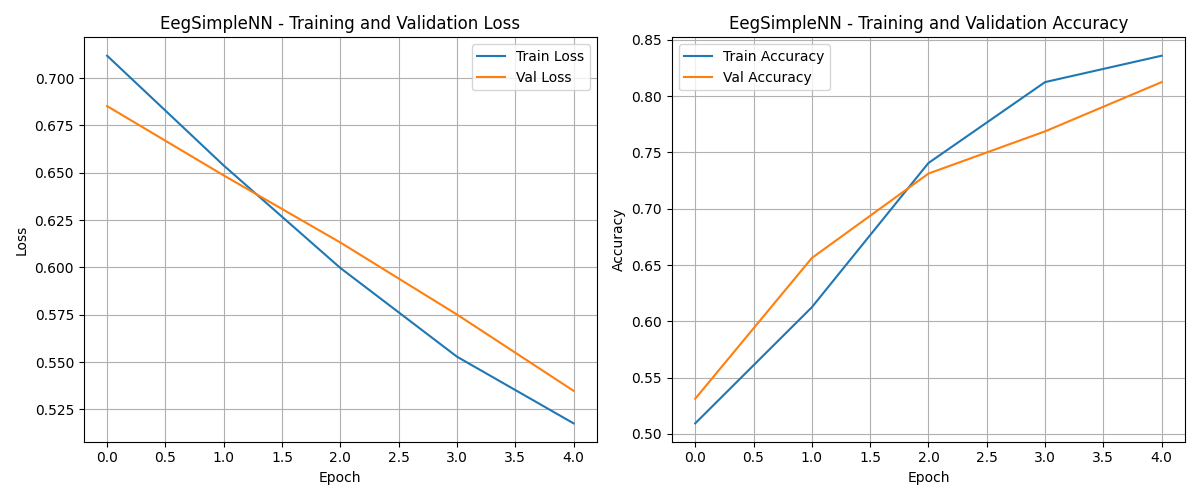 EegSimpleNN - Training and Validation Loss
Train Loss
Val Loss
0.700
0.675
0.650
0.625
0.600
0.575
0.550
0.525
Loss
0.0 0.5 1.0 1.5 2.0 2.5 3.0 3.5 4.0
Epoch
EegSimpleNN - Training and Validation Accuracy
Train Accuracy
Val Accuracy
0.85
0.80
0.75
0.70
0.65
0.60
0.55
0.50
Accuracy
0.0 0.5 1.0 1.5 2.0 2.5 3.0 3.5 4.0
Epoch